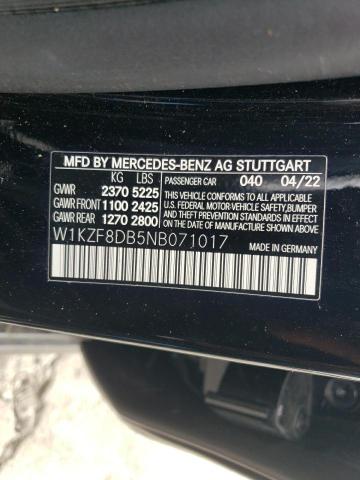 MFD BY MERCEDES-BENZ AG STUTTGART
KG LBS
GVWR 2370 5225
GAWR FRONT 1100 2425
GAWR REAR 1270 2800
PASSENGER CAR 040 04/22
THIS VEHICLE CONFORMS TO ALL APPLICABLE
U.S. FEDERAL MOTOR-VEHICLE SAFETY, BUMPER
AND THEFT PREVENTION STANDARDS IN EFFECT ON
THE DATE OF MANUFACTURE SHOWN ABOVE.
MADE IN GERMANY
W1KZF8DB5NB071017